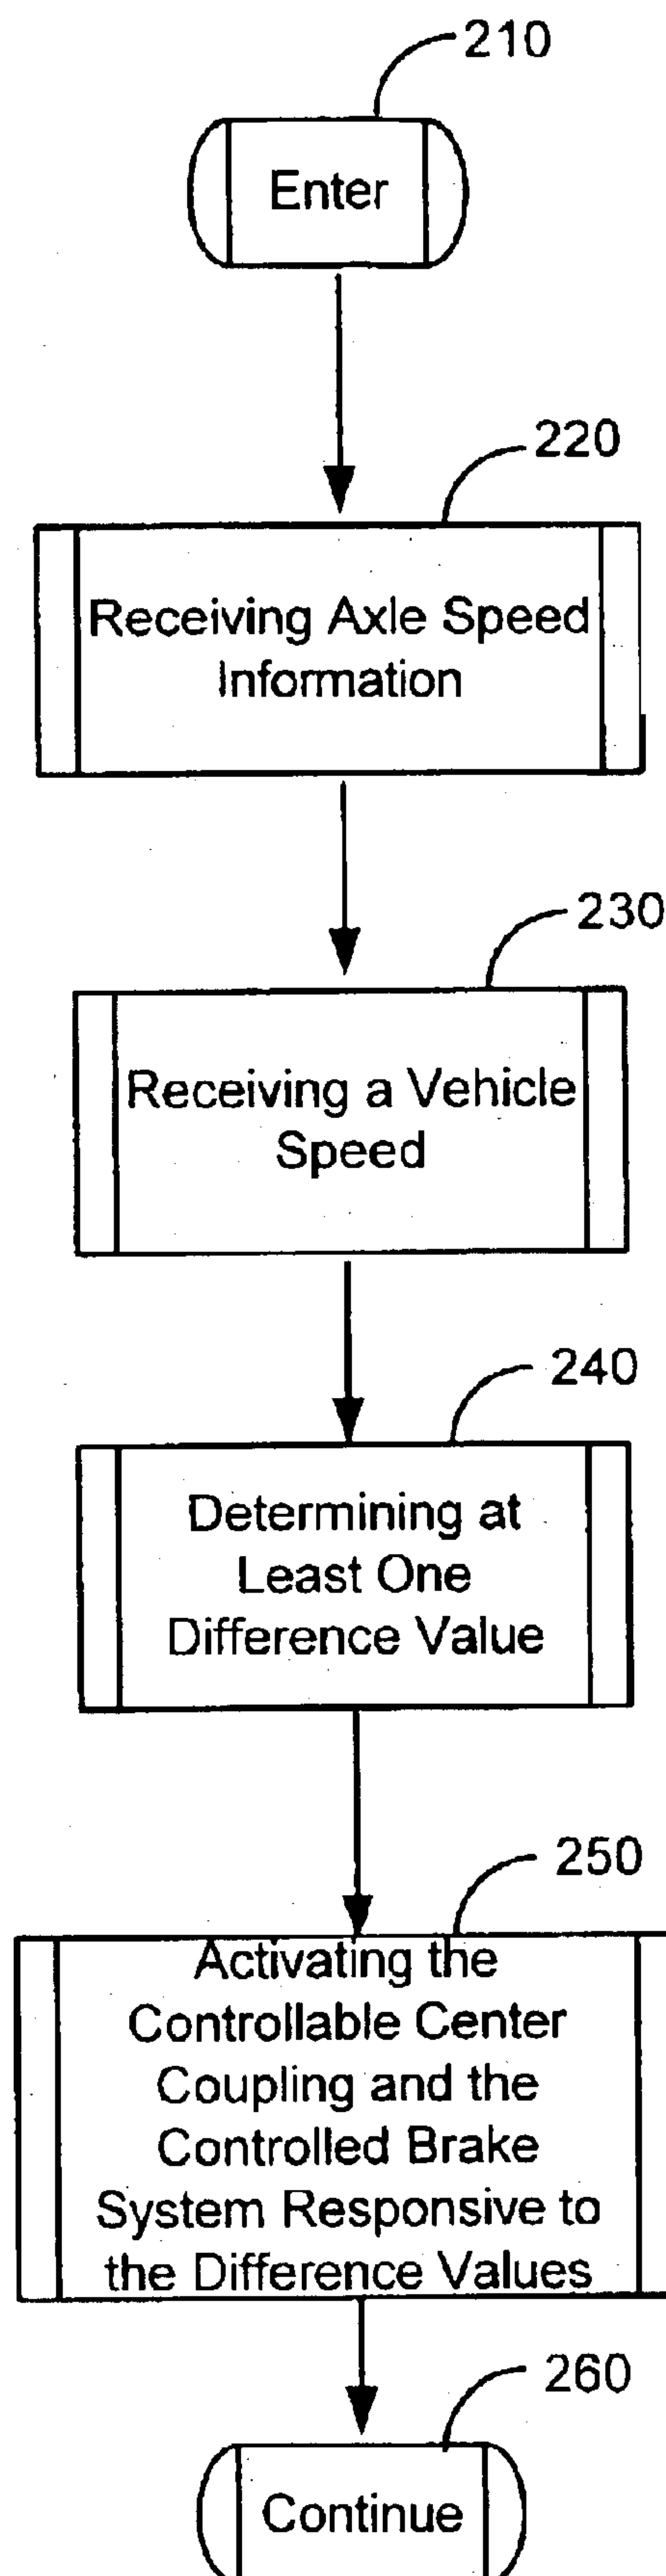 210
Enter
220
Receiving Axle Speed
Information
230
Receiving a Vehicle
Speed
240
Determining at
Least One
Difference Value
250
Activating the
Controllable Center
Coupling and the
Controlled Brake
System Responsive to
the Difference Values
260
Continue